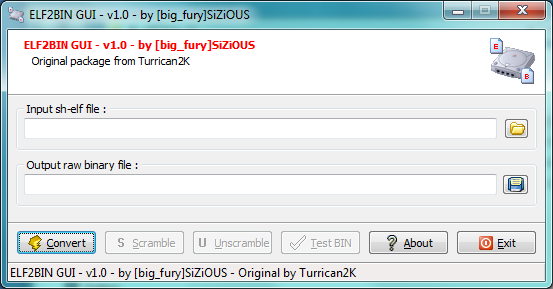 ELF2BIN GUI - v1.0 - by [big_fury]SiZiOUS
ELF2BIN GUI - v1.0 - by [big_fury]SiZiOUS
Original package from Turrican2K
E
B
Input sh-elf file :
Output raw binary file :
Convert
S Scramble
U Unscramble
Test BIN
? About
Exit
ELF2BIN GUI - v1.0 - by [big_fury]SiZiOUS - Original by Turrican2K